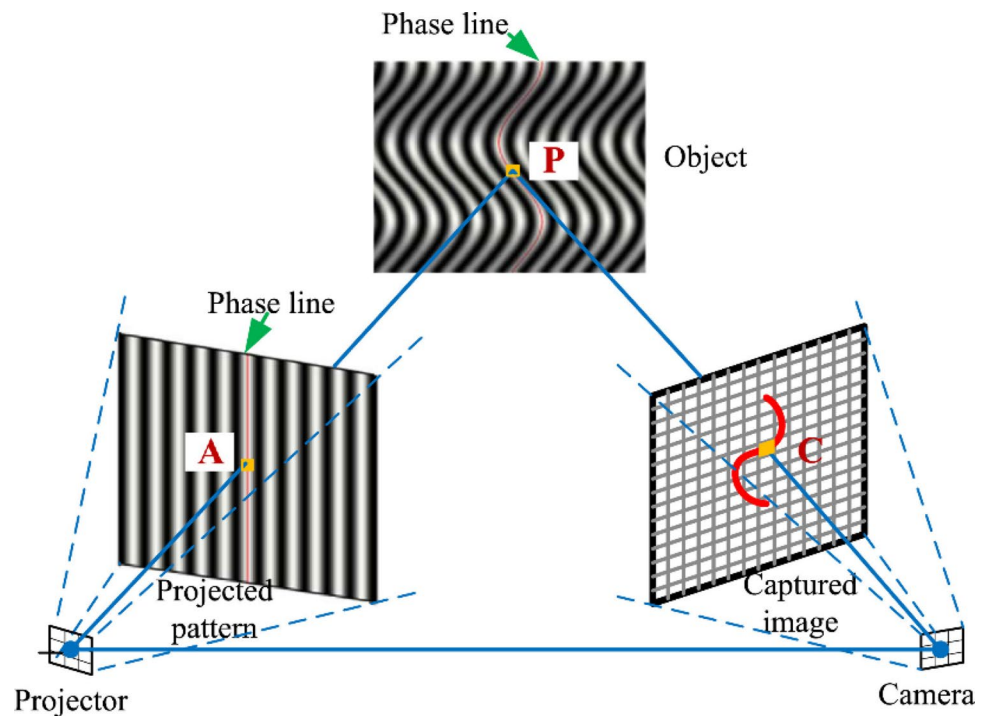 Phase line
P
Object
Phase line
A
C
Projected
pattern
Captured
image
Projector
Camera